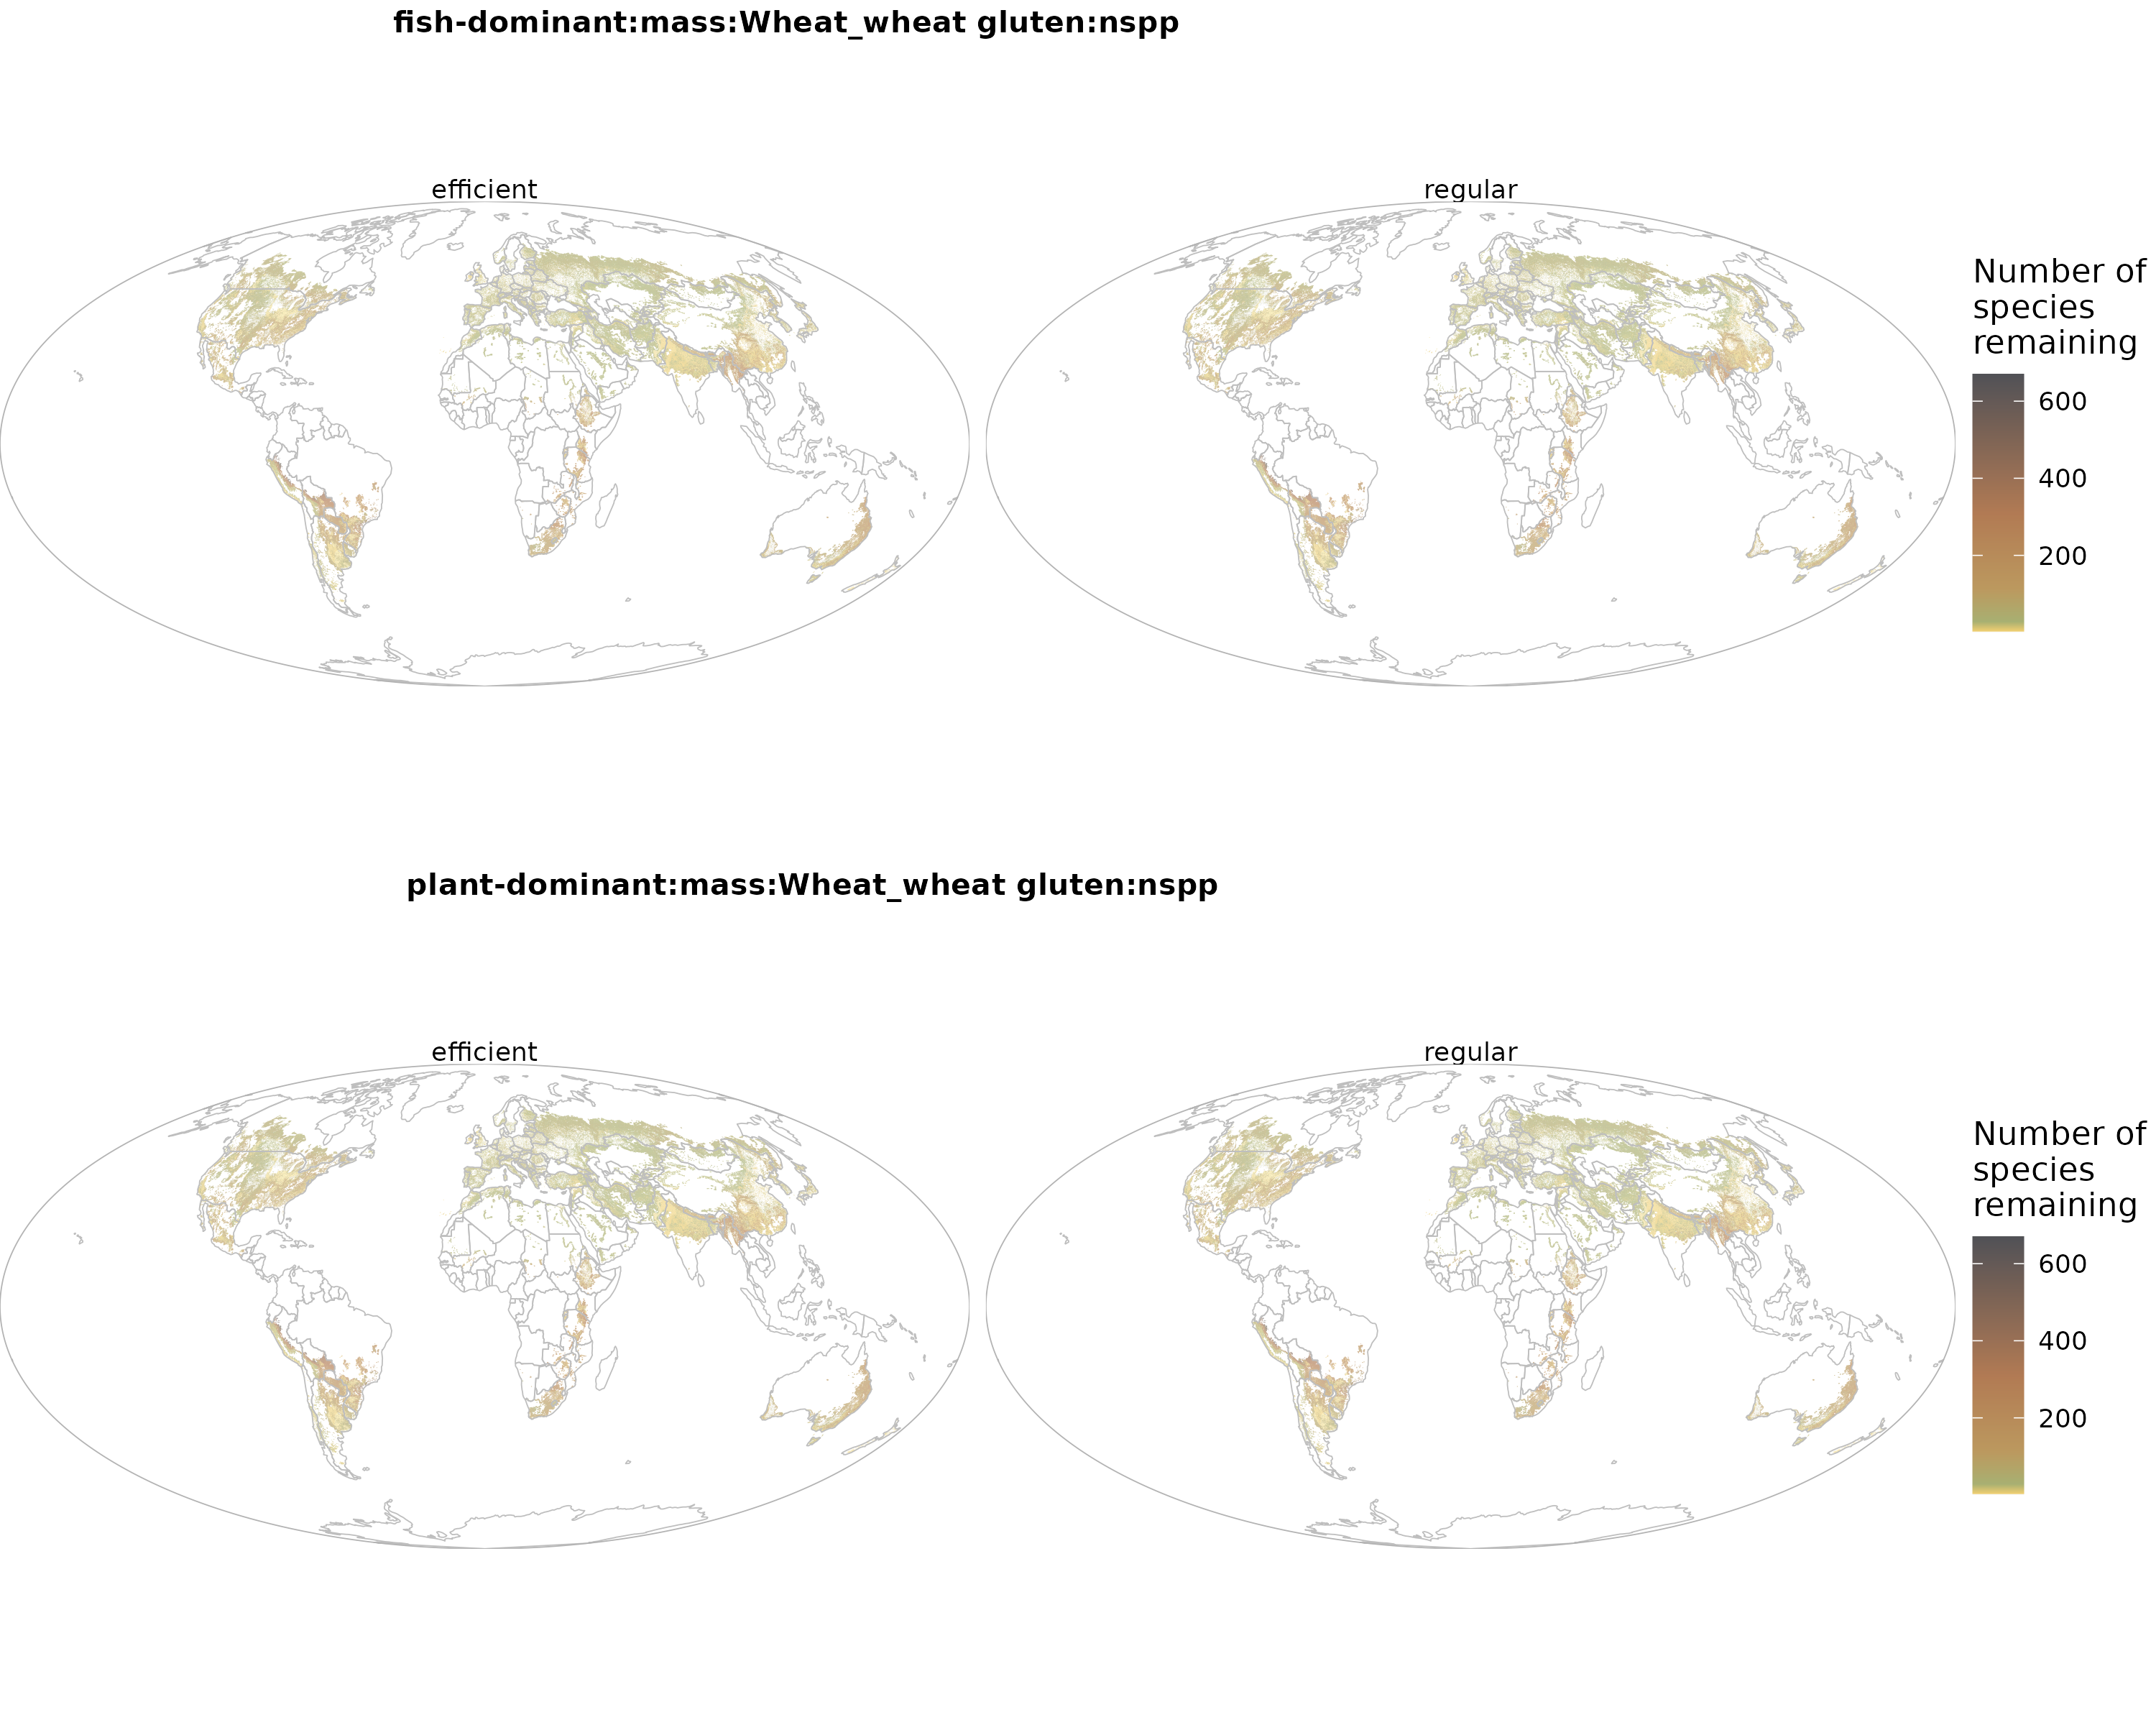 fish-dominant:mass:Wheat_wheat gluten:nspp
efficient
regular
Number of
species
remaining
600
400
200
plant-dominant:mass:Wheat_wheat gluten:nspp
efficient
regular
Number of
species
remaining
600
400
200